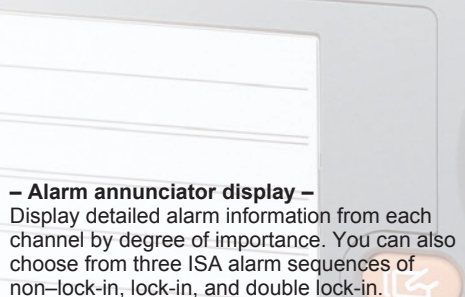 – Alarm annunciator display –
Display detailed alarm information from each
channel by degree of importance. You can also
choose from three ISA alarm sequences of
non–lock-in, lock-in, and double lock-in.